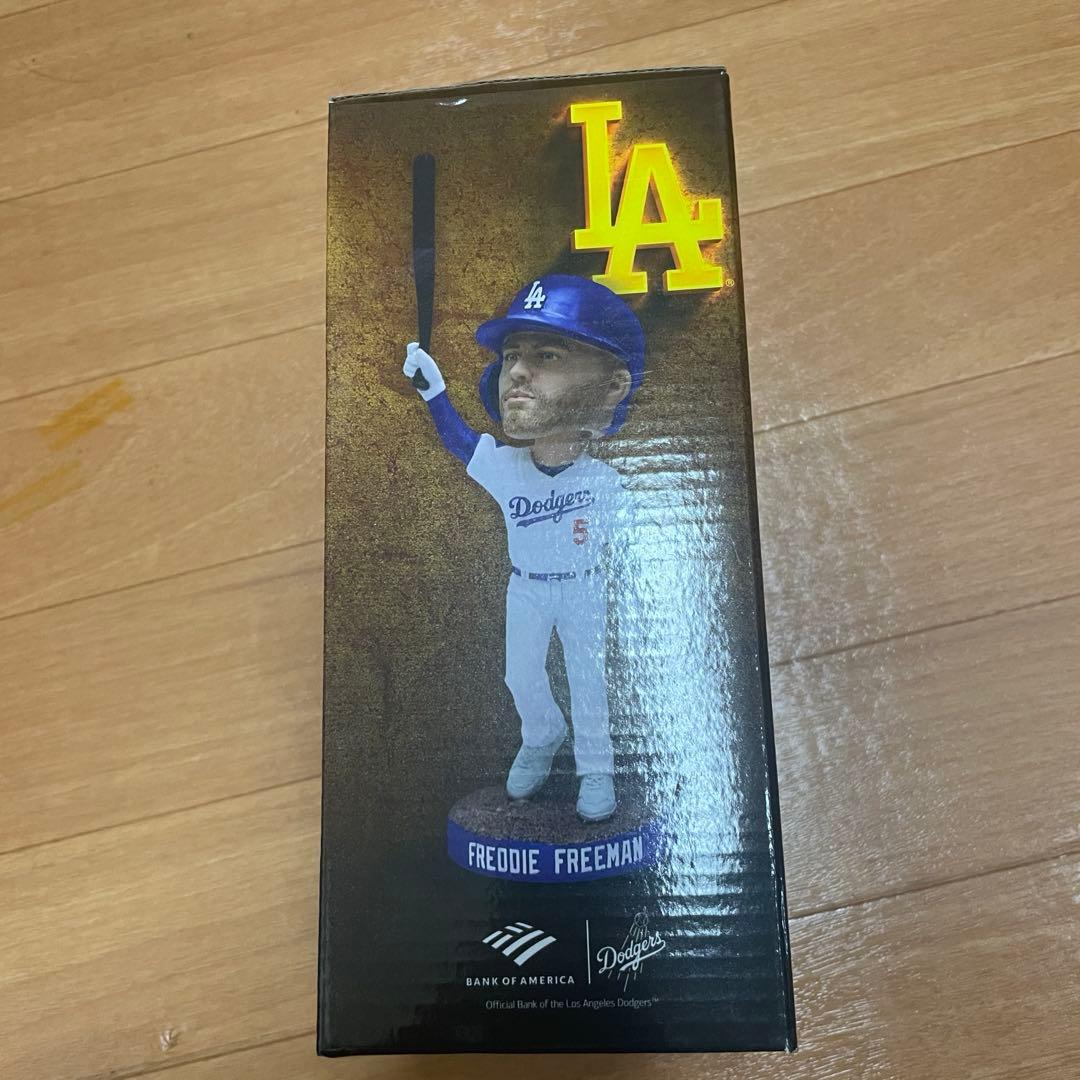 LA
®
LA
Dodgers
5
FREDDIE FREEMAN
BANK OF AMERICA
Dodgers
Official Bank of the Los Angeles Dodgers™